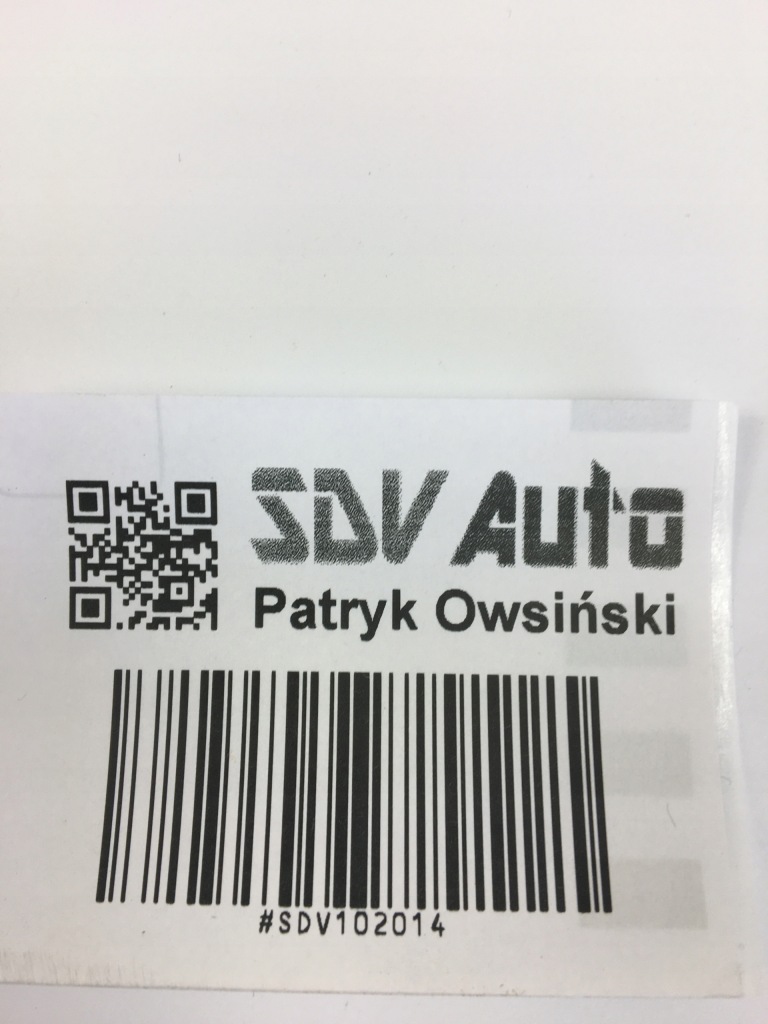 SDV Auto
Patryk Owsiński
#SDV102014